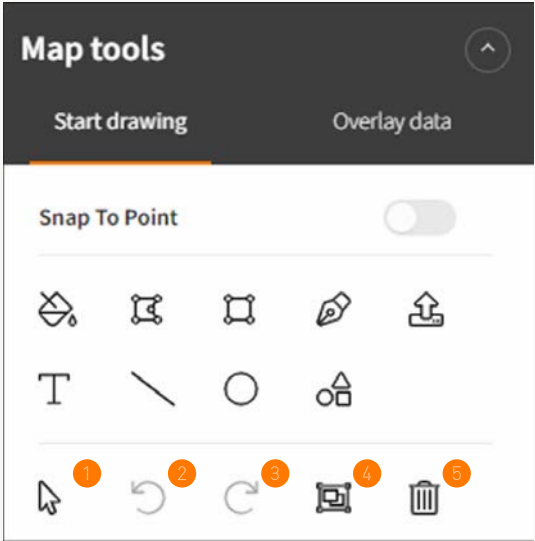 Map tools
Start drawing Overlay data
Snap To Point
T
1 2 3 4 5